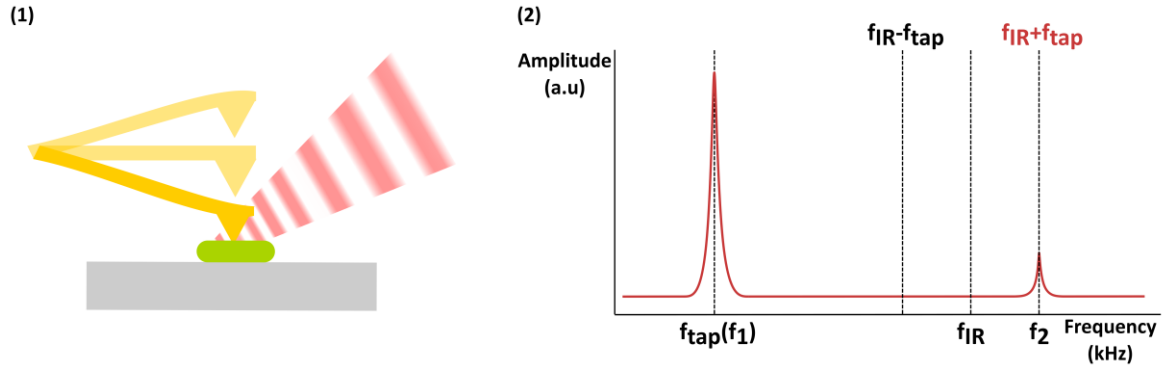 (1)
(2)
Amplitude
(a.u)
fIR-ftap
fIR+ftap
ftap(f1)
fIR
f2
Frequency
(kHz)